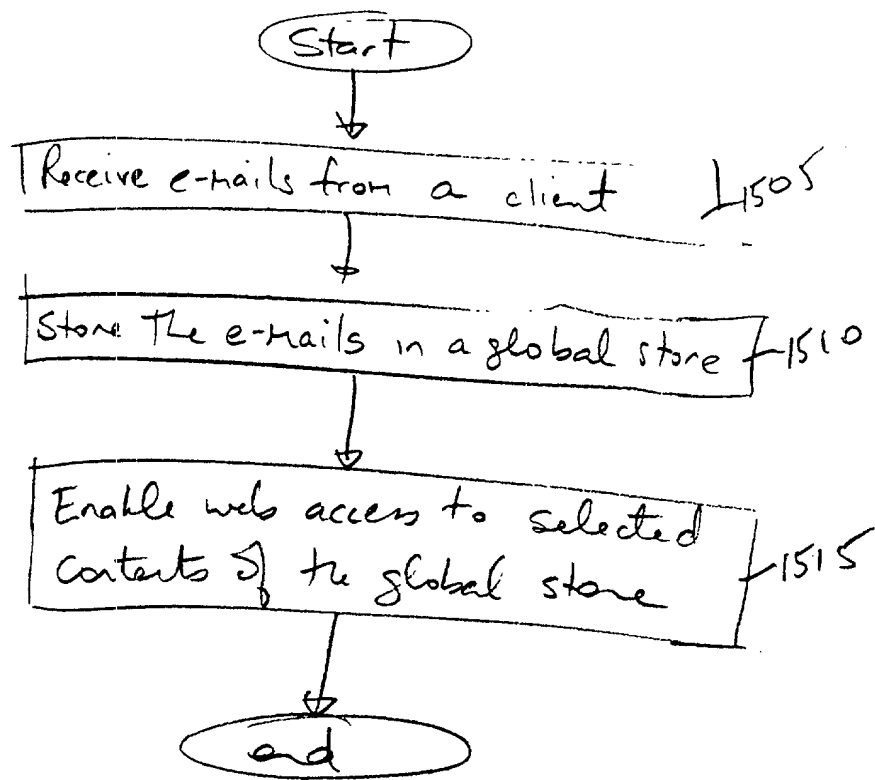 Start
Receive e-mails from a client 1505
Store the e-mails in a global store 1510
Enable web access to selected
contents of the global store 1515
end